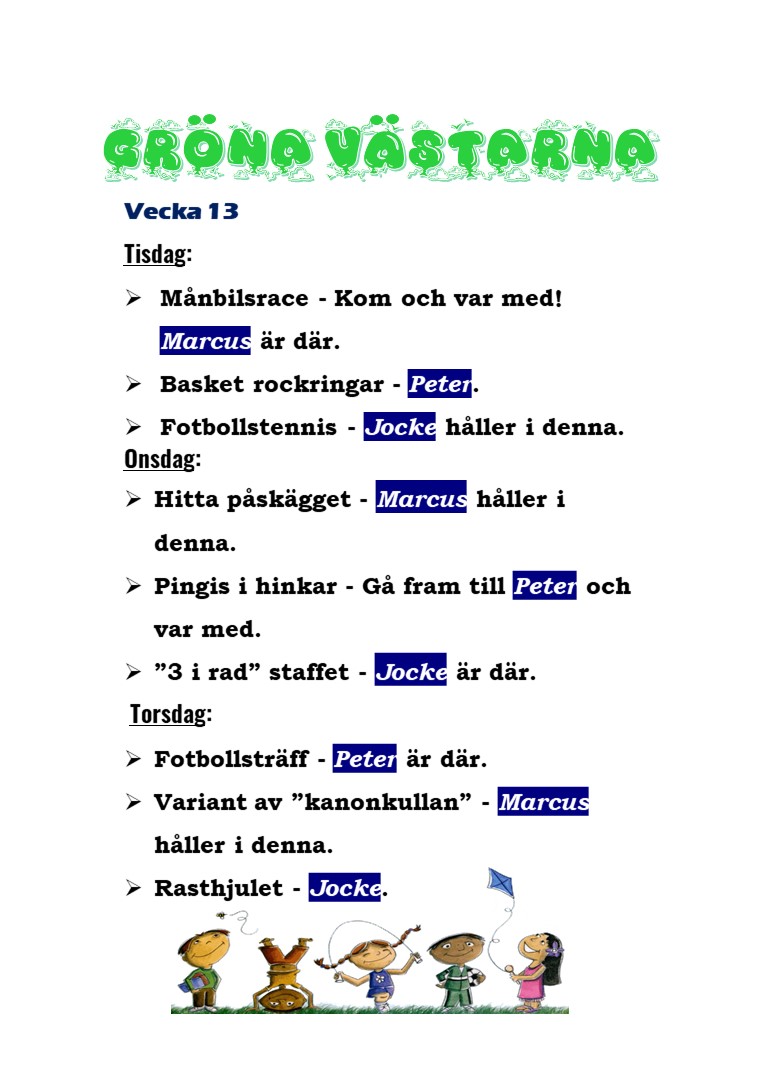 GRÖNA VÄSTARNA
Vecka 13
Tisdag:
➢ Månbilsrace - Kom och var med!
Marcus är där.
➢ Basket rockringar - Peter.
➢ Fotbollstennis - Jocke håller i denna.
Onsdag:
➢ Hitta påskägget - Marcus håller i
denna.
➢ Pingis i hinkar - Gå fram till Peter och
var med.
➢ ”3 i rad” staffet - Jocke är där.
Torsdag:
➢ Fotbollsträff - Peter är där.
➢ Variant av ”kanonkullan” - Marcus
håller i denna.
➢ Rasthjulet - Jocke.